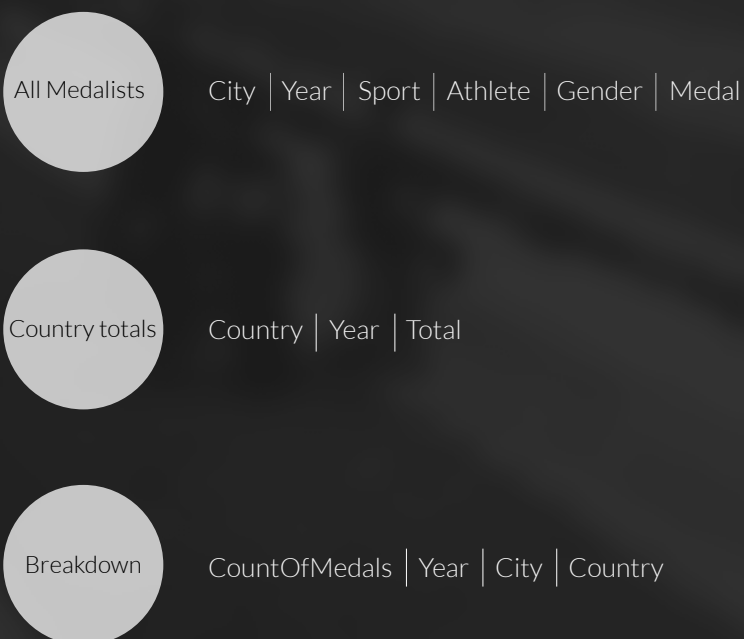 All Medalists
City | Year | Sport | Athlete | Gender | Medal
Country totals
Country | Year | Total
Breakdown
CountOfMedals | Year | City | Country